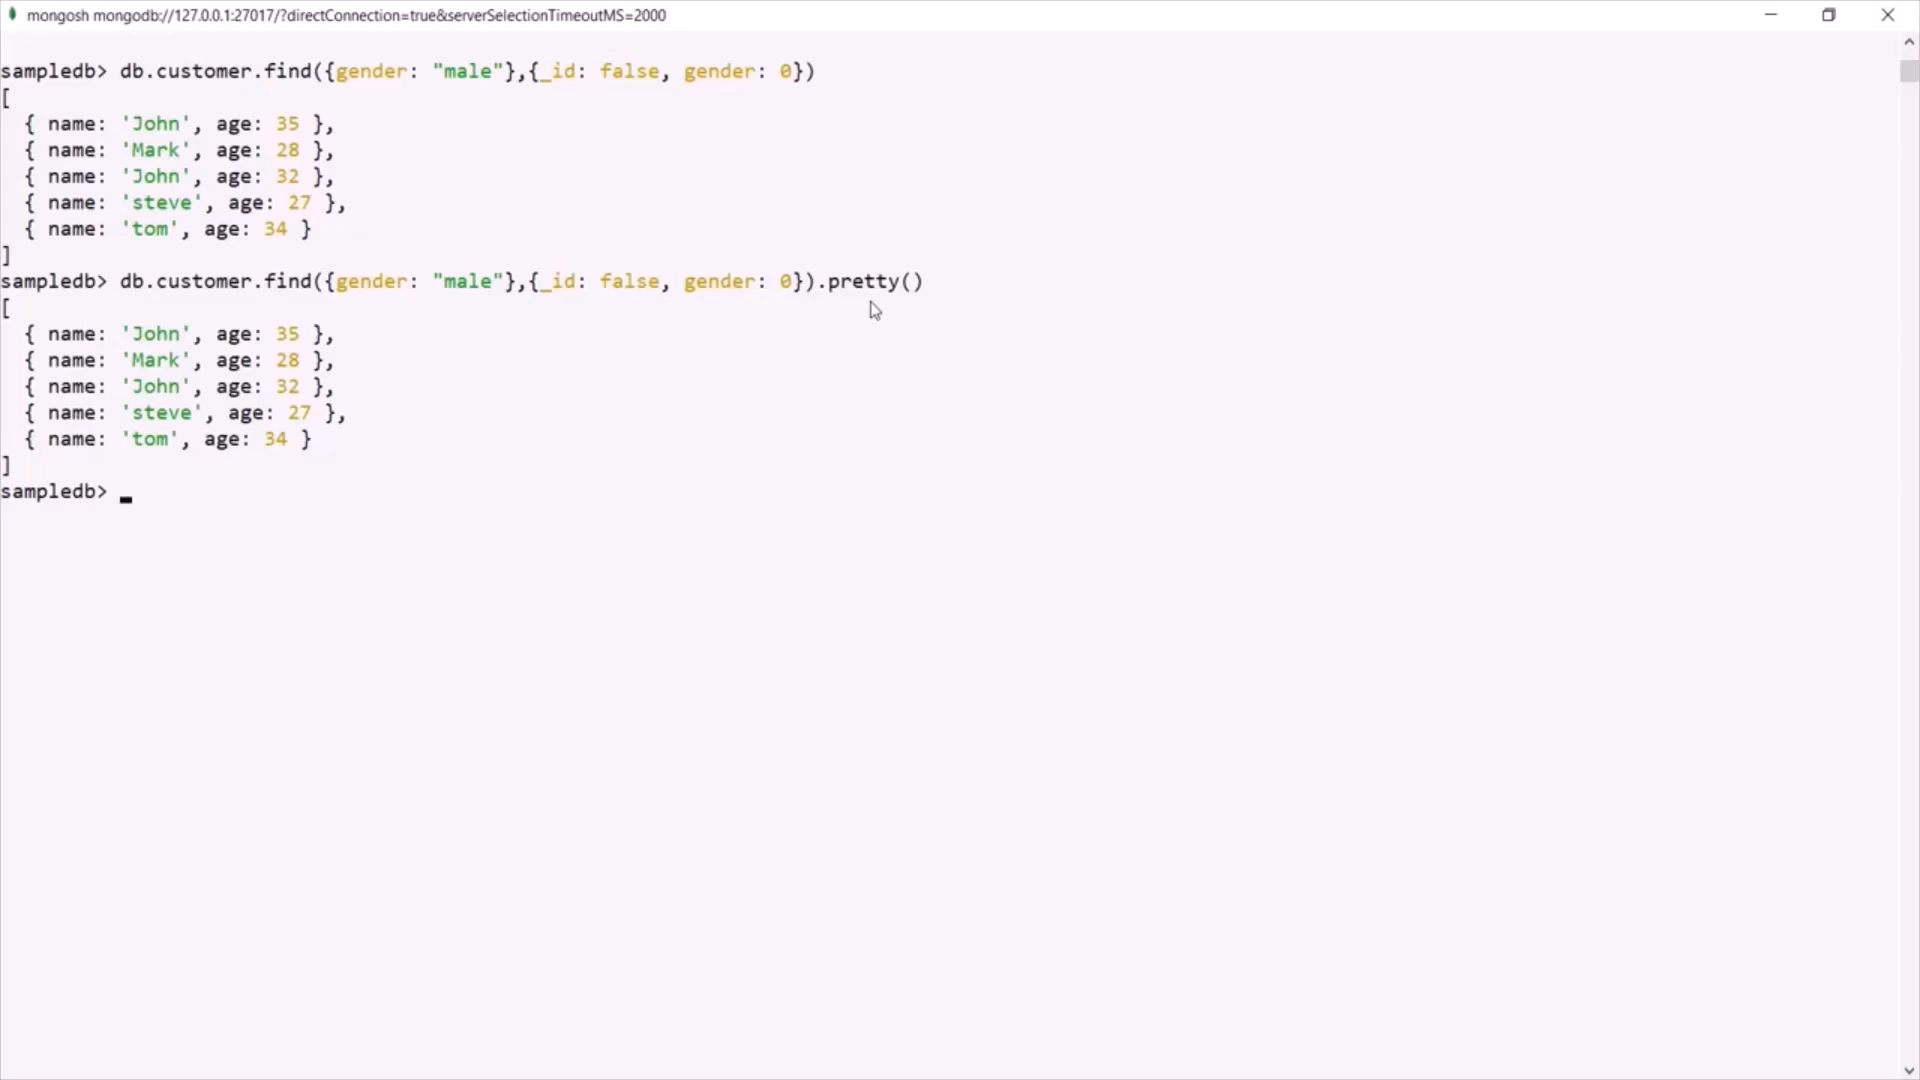 mongosh mongodb://127.0.0.1:27017/?directConnection=true&serverSelectionTimeoutMS=2000
sampledb> db.customer.find({gender: "male"},{_id: false, gender: 0})
[
  { name: 'John', age: 35 },
  { name: 'Mark', age: 28 },
  { name: 'John', age: 32 },
  { name: 'steve', age: 27 },
  { name: 'tom', age: 34 }
]
sampledb> db.customer.find({gender: "male"},{_id: false, gender: 0}).pretty()
[
  { name: 'John', age: 35 },
  { name: 'Mark', age: 28 },
  { name: 'John', age: 32 },
  { name: 'steve', age: 27 },
  { name: 'tom', age: 34 }
]
sampledb>